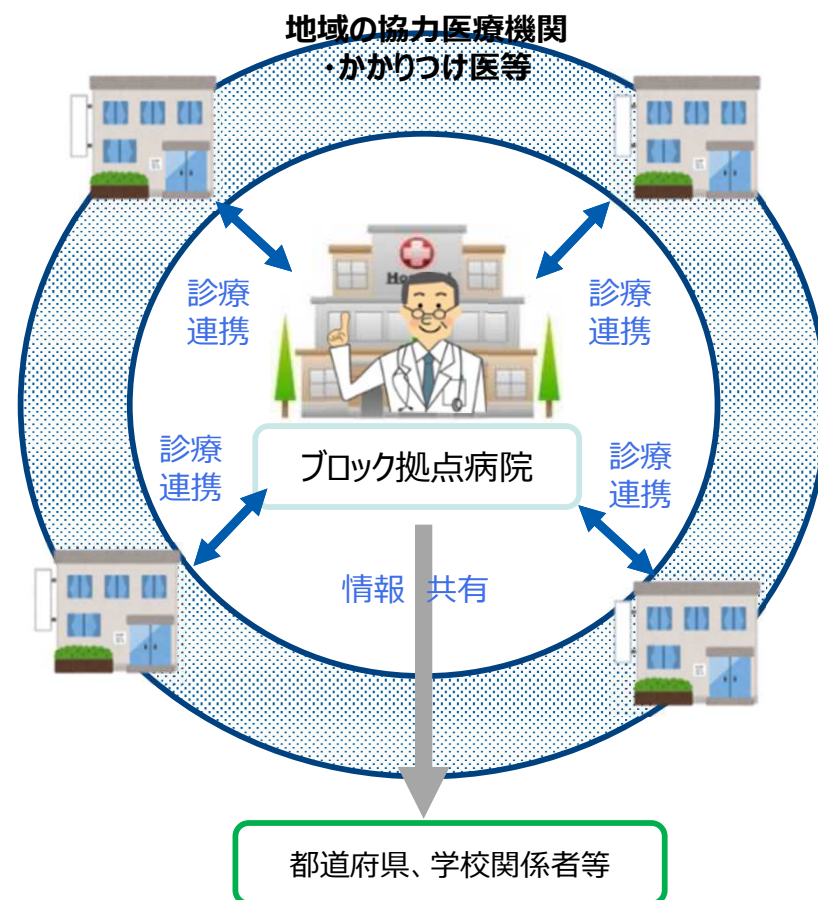 地域の協力医療機関
・かかりつけ医等
診療
連携
診療
連携
診療
連携
ブロック拠点病院
診療
連携
情報 共有
都道府県、学校関係者等